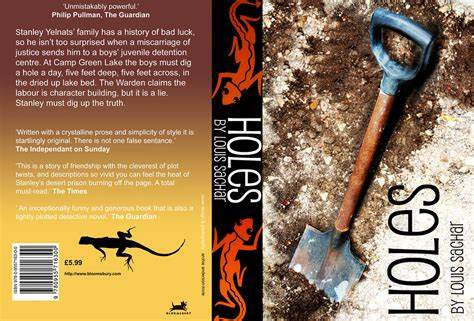 'Unmistakably powerful.'
Philip Pullman, The Guardian
Stanley Yelnats' family has a history of bad luck,
so he isn't too surprised when a miscarriage of
justice sends him to a boys' juvenile detention
centre. At Camp Green Lake the boys must dig
a hole a day, five feet deep, five feet across, in
the dried up lake bed. The Warden claims the
labour is character building, but it is a lie.
Stanley must dig up the truth.
'Written with a crystalline prose and simplicity of style it is
startlingly original. There is not one false sentance.'
The Independant on Sunday
'This is a story of friendship with the cleverest of plot
twists, and descriptions so vivid you can feel the heat of
Stanley's desert prison burning off the page. A total
must-read.' The Times
'An exceptionally funny and generous book that is also a
tightly plotted detective novel.' The Guardian
£5.99
http://www.bloomsbury.com
BLOOMSBURY
HOLES
BY LOUIS SACHAR
HOLES
BY LOUIS SACHAR